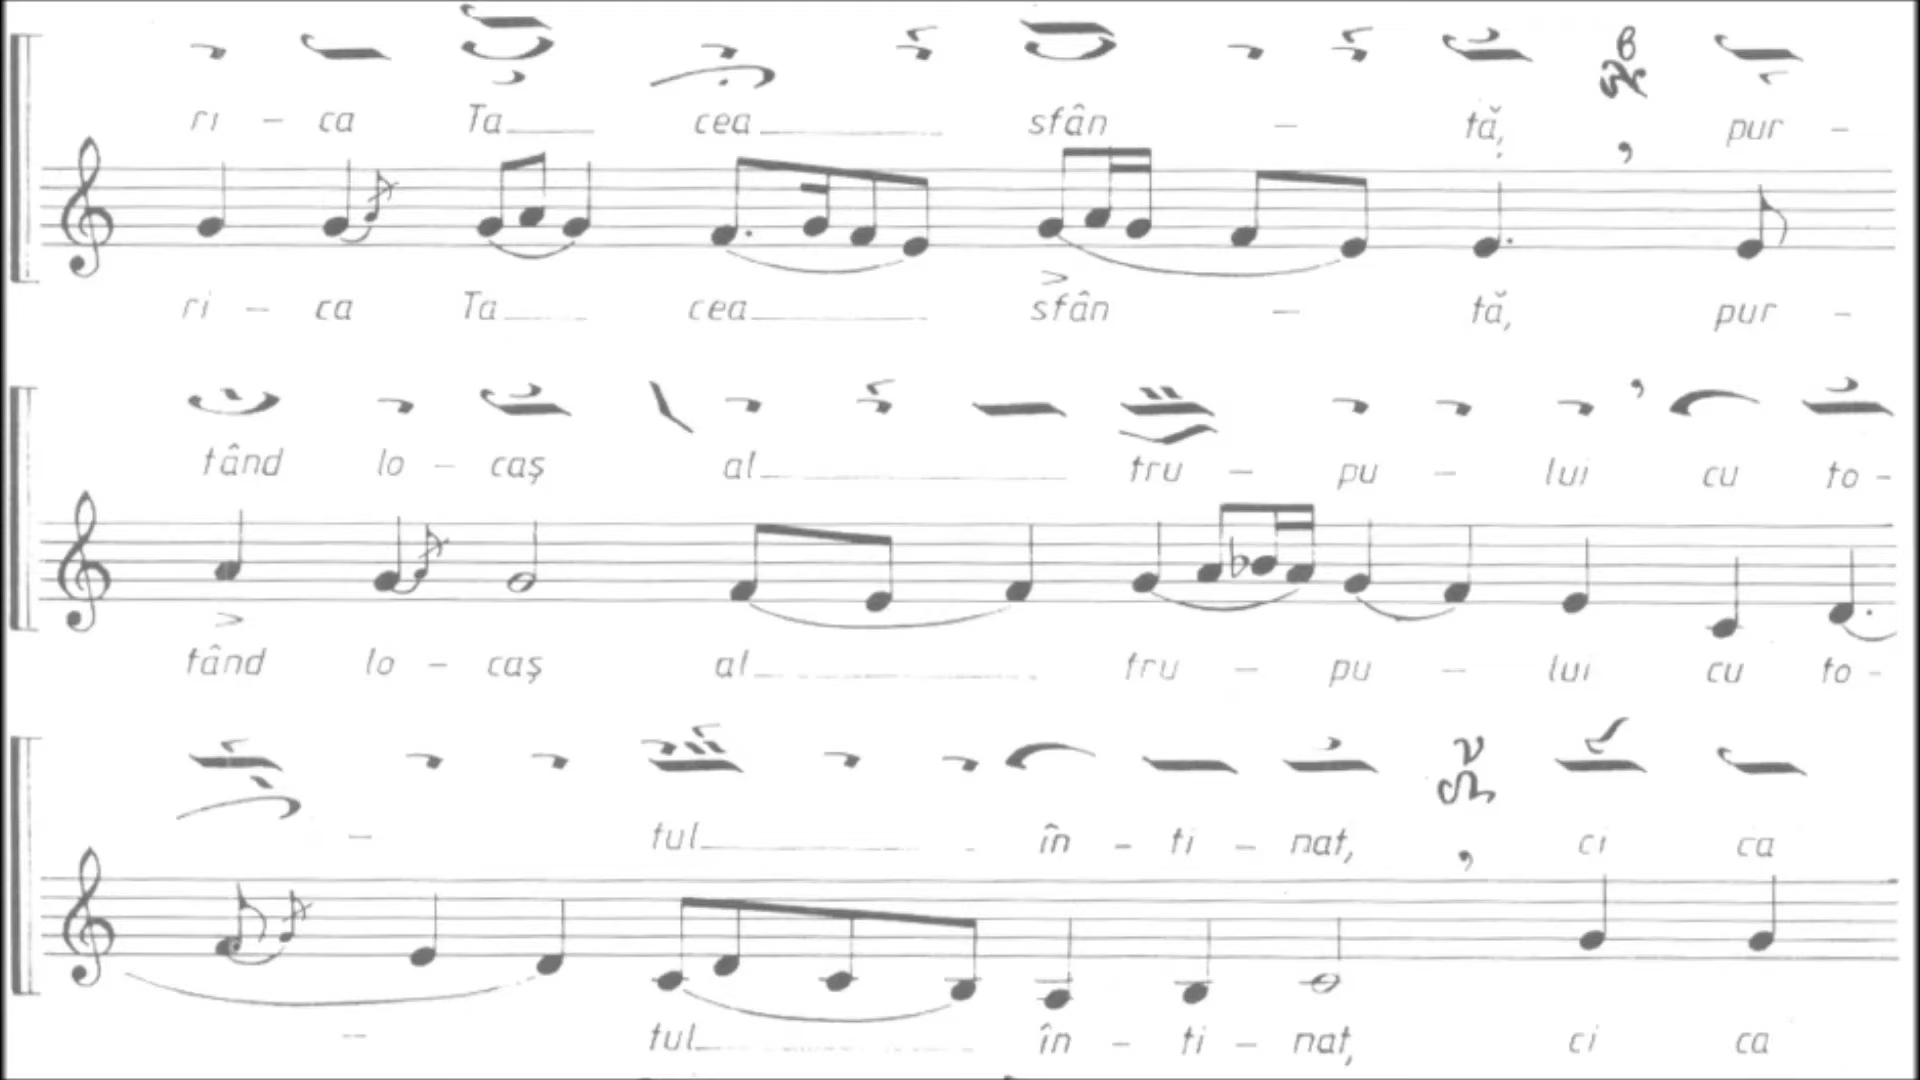 ri - ca Ta cea sfân - tă, pur -
ri - ca Ta cea sfân - tă, pur -
tând lo - caş al tru - pu - lui cu to -
tând lo - caş al tru - pu - lui cu to -
- tul în - ti - nat, ci ca
- tul în - ti - nat, ci ca